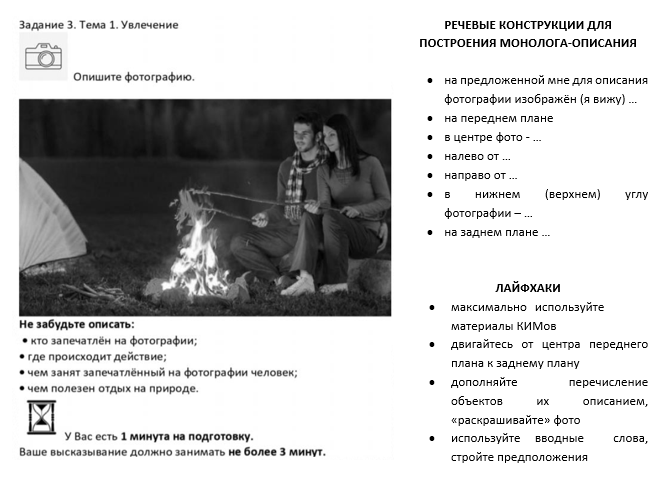 Задание 3. Тема 1. Увлечение
Опишите фотографию.
Не забудьте описать:
• кто запечатлён на фотографии;
• где происходит действие;
• чем занят запечатлённый на фотографии человек;
• чем полезен отдых на природе.
У Вас есть 1 минута на подготовку.
Ваше высказывание должно занимать не более 3 минут.
РЕЧЕВЫЕ КОНСТРУКЦИИ ДЛЯ
ПОСТРОЕНИЯ МОНОЛОГА-ОПИСАНИЯ
• на предложенной мне для описания
фотографии изображён (я вижу) ...
• на переднем плане
• в центре фото - ...
• налево от ...
• направо от ...
• в нижнем (верхнем) углу
фотографии – ...
• на заднем плане ...
ЛАЙФХАКИ
• максимально используйте
материалы КИМов
• двигайтесь от центра переднего
плана к заднему плану
• дополняйте перечисление
объектов их описанием,
«раскрашивайте» фото
• используйте вводные слова,
стройте предположения